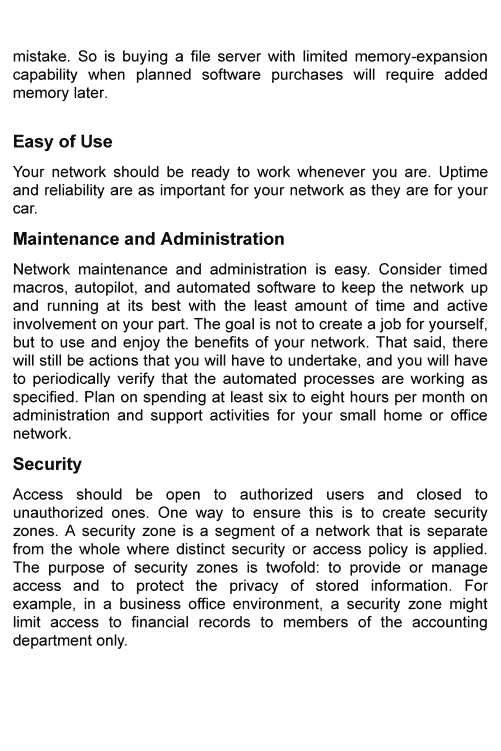 mistake. So is buying a file server with limited memory-expansion
capability when planned software purchases will require added
memory later.
Easy of Use
Your network should be ready to work whenever you are. Uptime
and reliability are as important for your network as they are for your
car.
Maintenance and Administration
Network maintenance and administration is easy. Consider timed
macros, autopilot, and automated software to keep the network up
and running at its best with the least amount of time and active
involvement on your part. The goal is not to create a job for yourself,
but to use and enjoy the benefits of your network. That said, there
will still be actions that you will have to undertake, and you will have
to periodically verify that the automated processes are working as
specified. Plan on spending at least six to eight hours per month on
administration and support activities for your small home or office
network.
Security
Access should be open to authorized users and closed to
unauthorized ones. One way to ensure this is to create security
zones. A security zone is a segment of a network that is separate
from the whole where distinct security or access policy is applied.
The purpose of security zones is twofold: to provide or manage
access and to protect the privacy of stored information. For
example, in a business office environment, a security zone might
limit access to financial records to members of the accounting
department only.